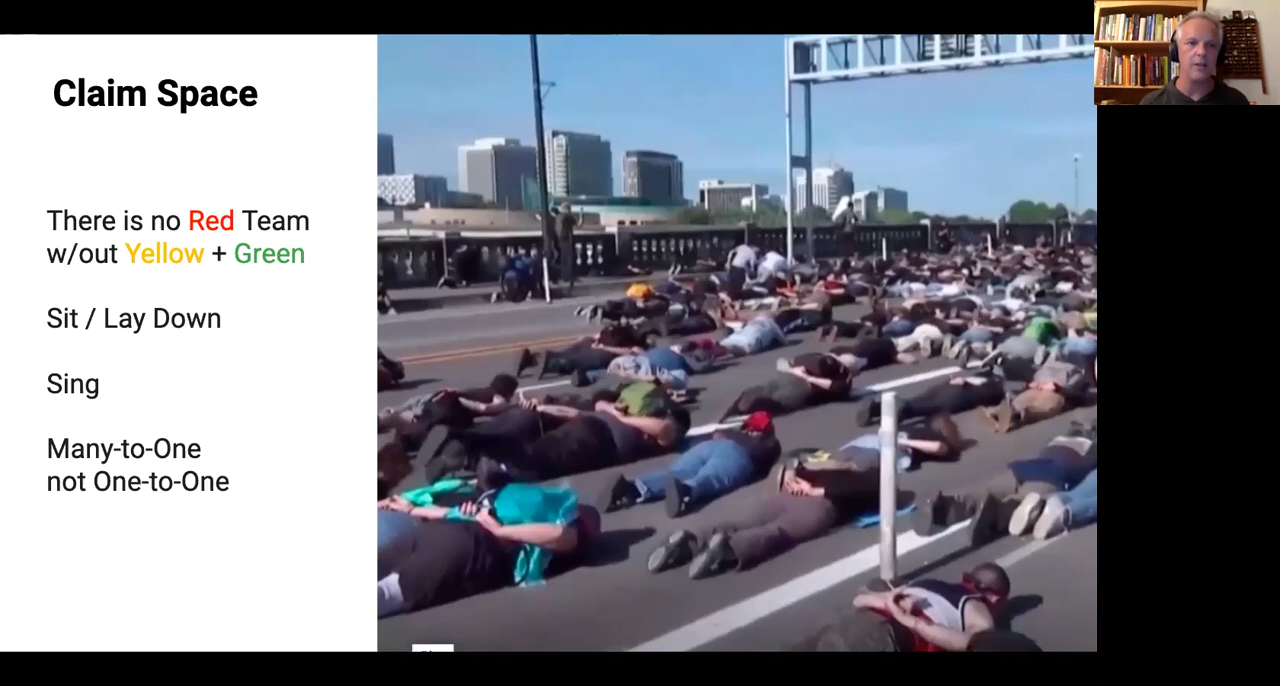 Claim Space
There is no Red Team
w/out Yellow + Green
Sit / Lay Down
Sing
Many-to-One
not One-to-One